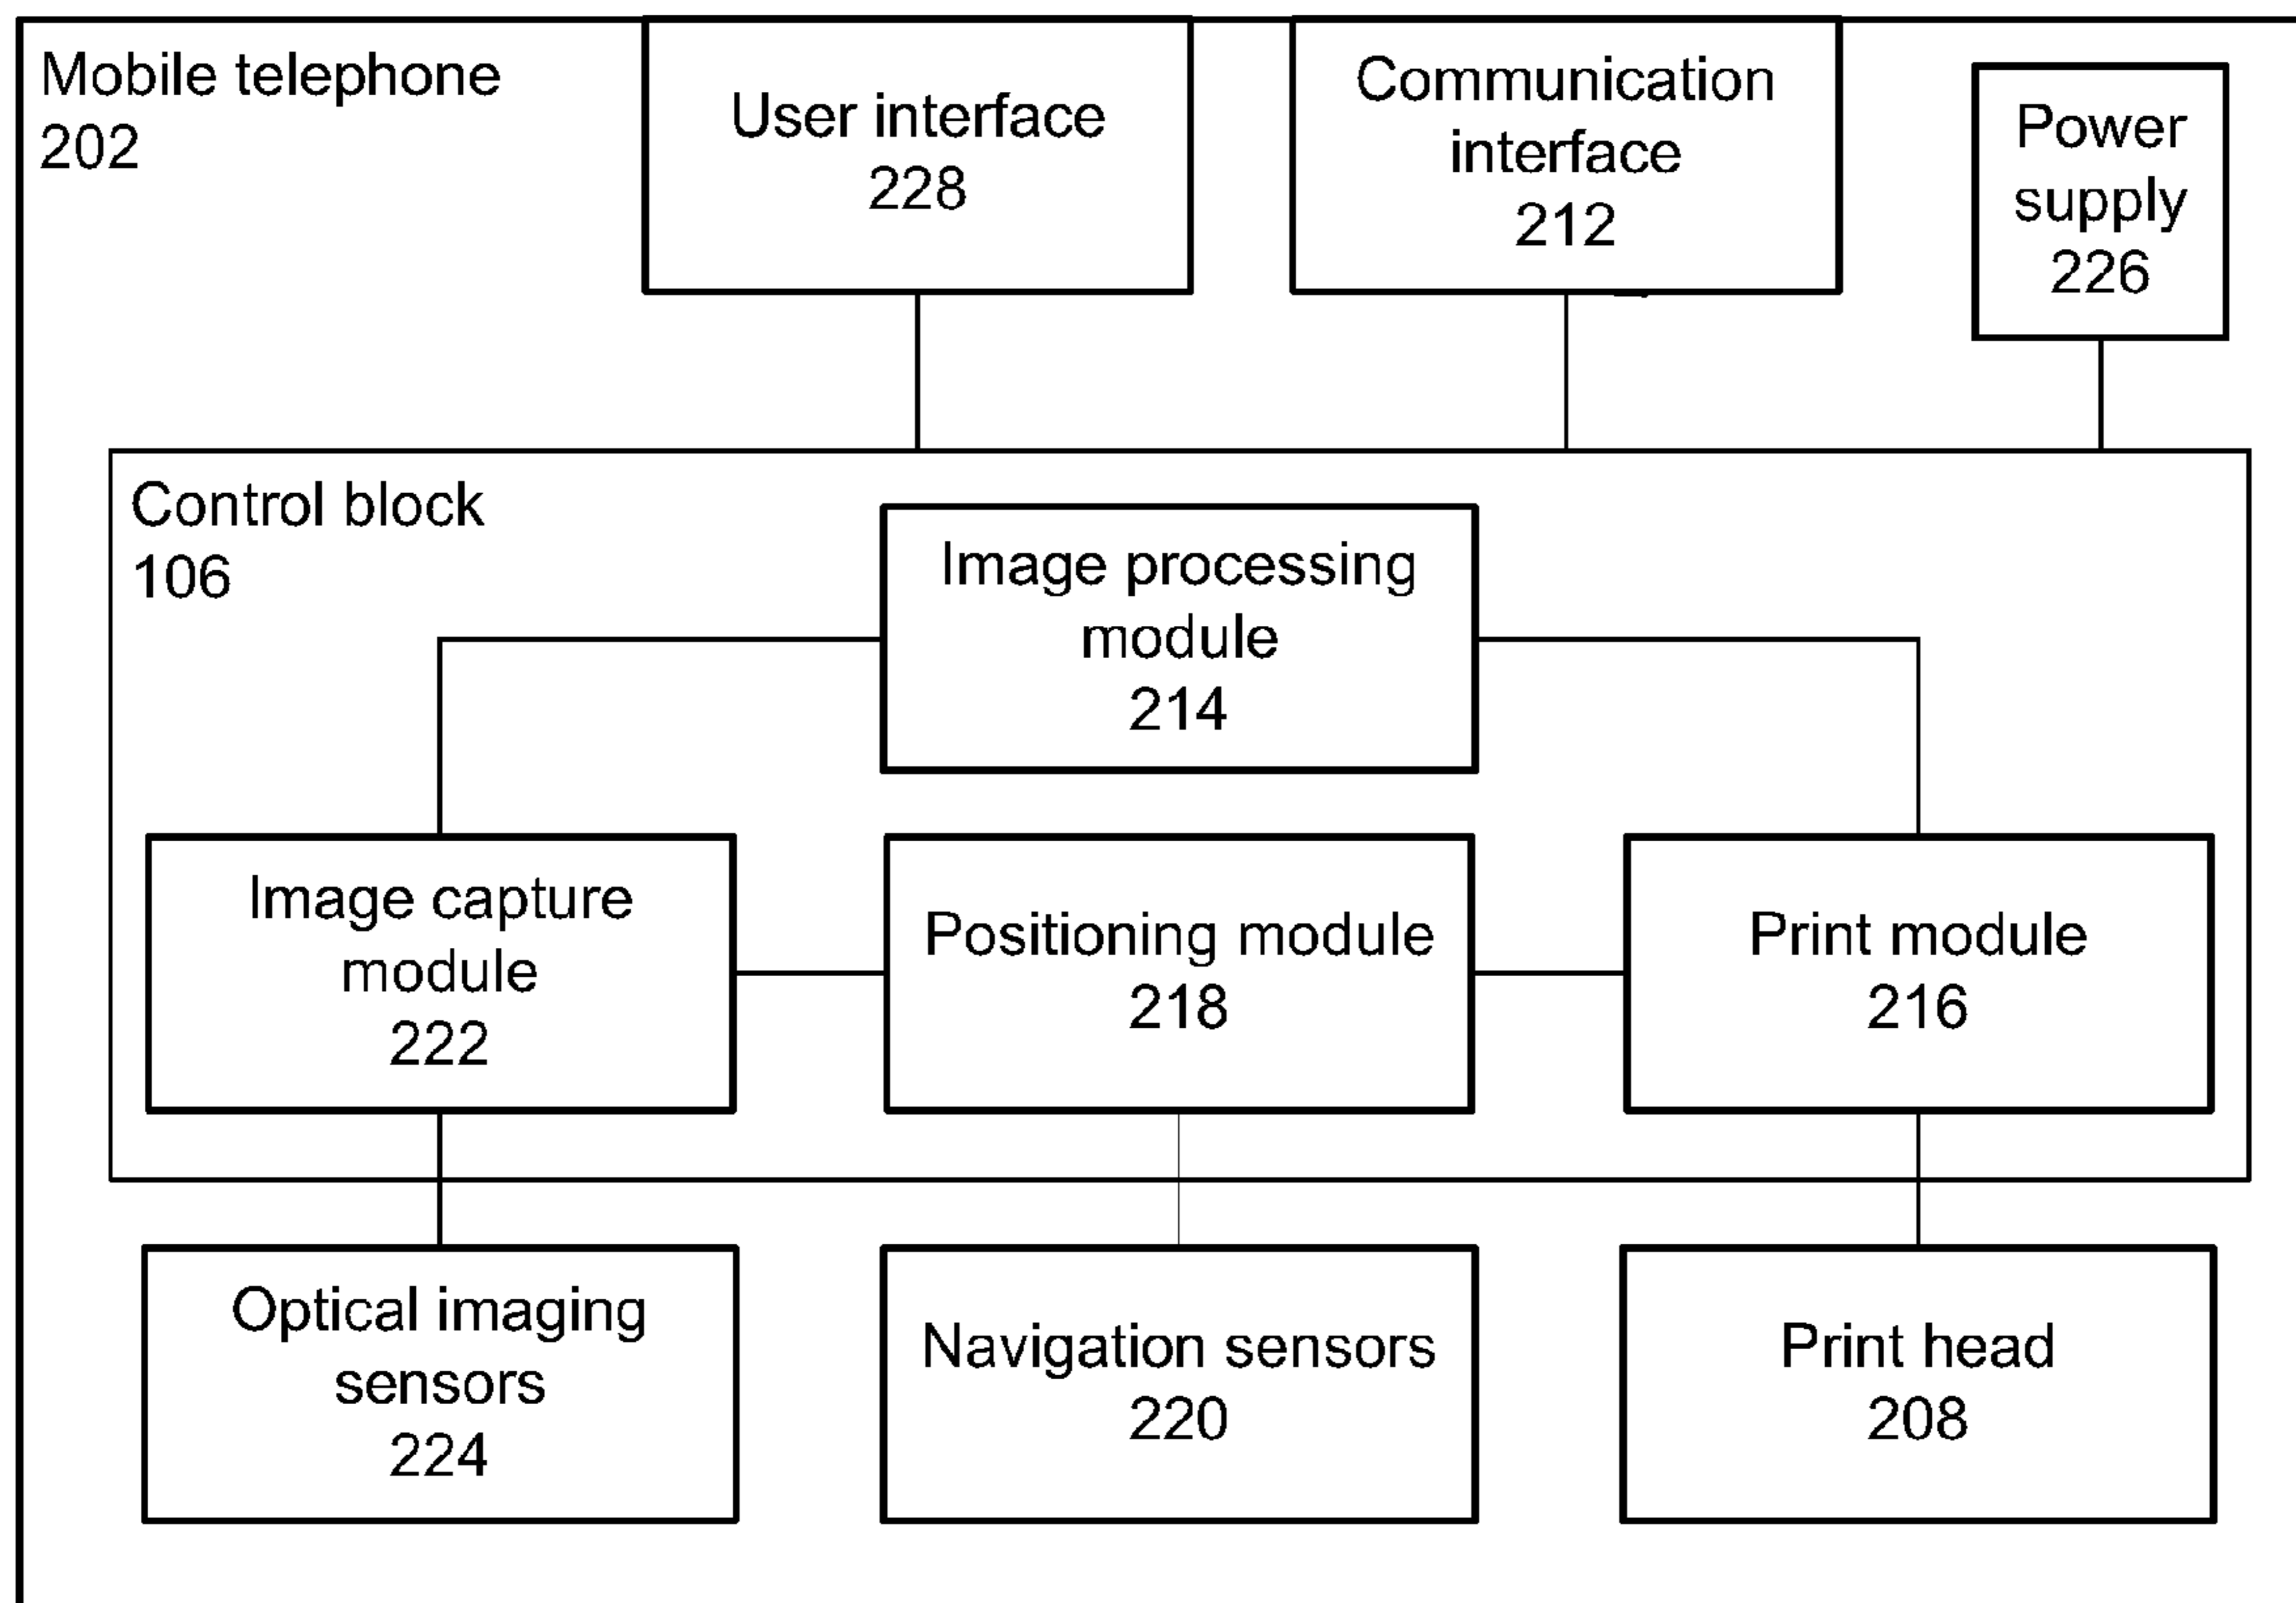 Mobile telephone
202
User interface
228
Communication
interface
212
Power
supply
226
Control block
106
Image processing
module
214
Image capture
module
222
Positioning module
218
Print module
216
Optical imaging
sensors
224
Navigation sensors
220
Print head
208